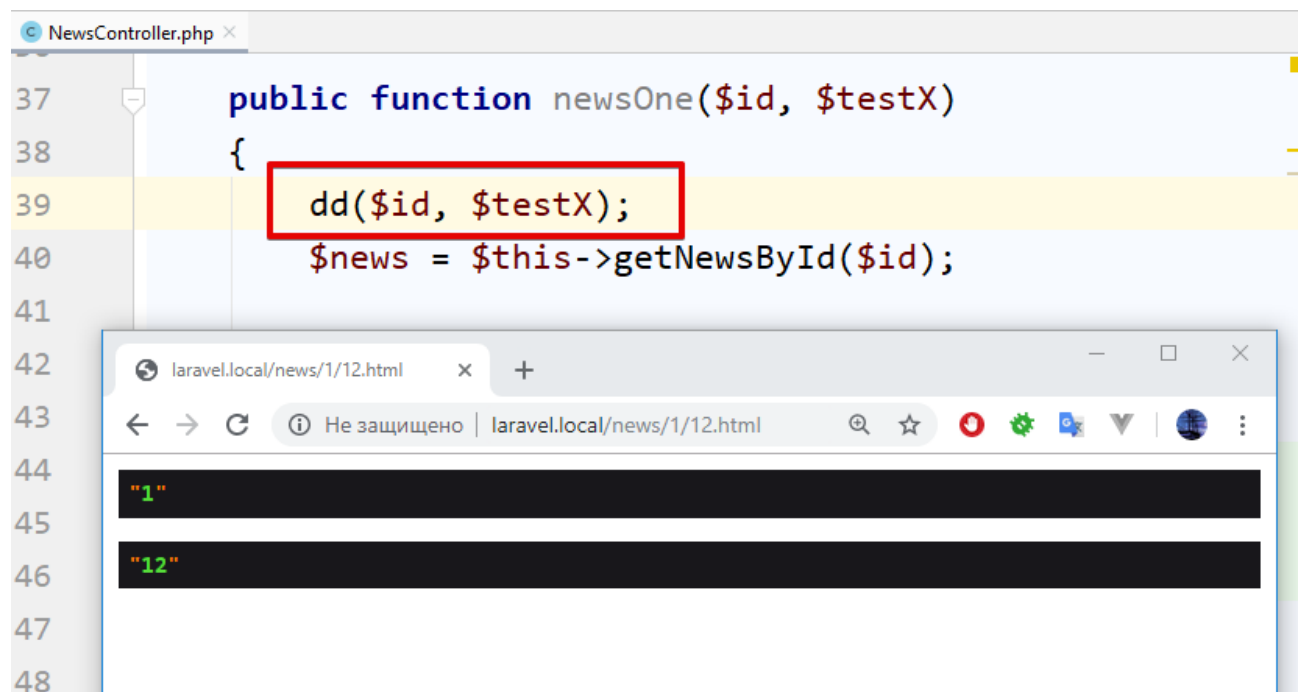 C NewsController.php
37 public function newsOne($id, $testX)
38 {
39 dd($id, $testX);
40 $news = $this->getNewsById($id);
41
42
43
44
45
46
47
48
laravel.local/news/1/12.html
Не защищено | laravel.local/news/1/12.html
"1"
"12"